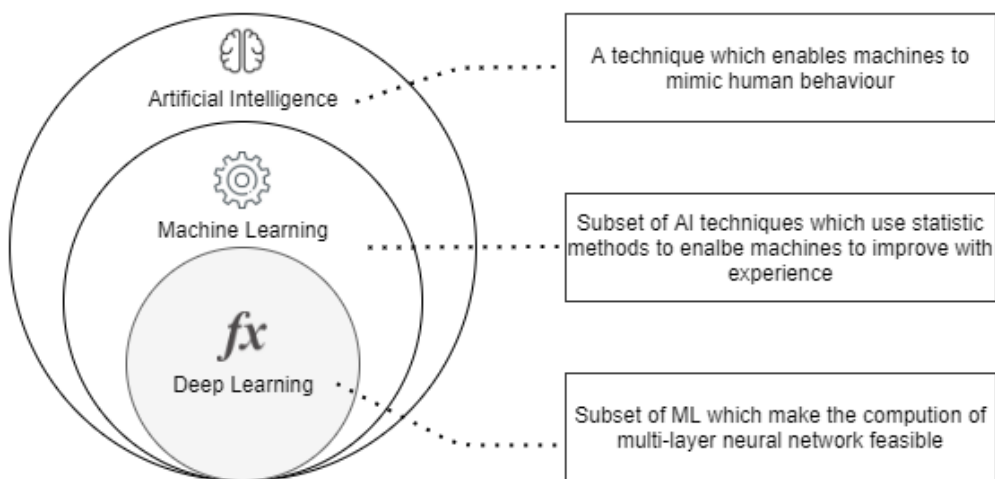 Artificial Intelligence
A technique which enables machines to
mimic human behaviour
Machine Learning
Subset of AI techniques which use statistic
methods to enalbe machines to improve with
experience
fx
Deep Learning
Subset of ML which make the compution of
multi-layer neural network feasible